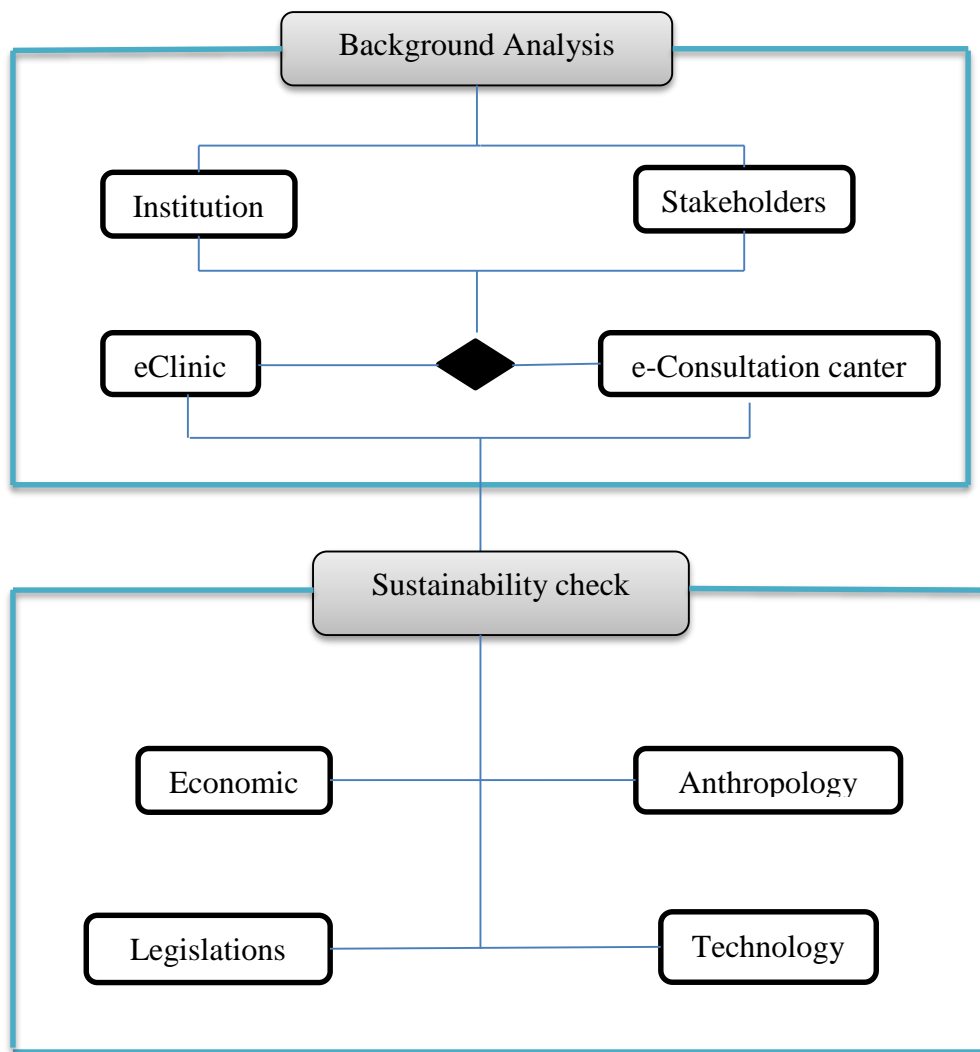 Background Analysis
Institution
Stakeholders
eClinic
e-Consultation canter
Sustainability check
Economic
Anthropology
Legislations
Technology